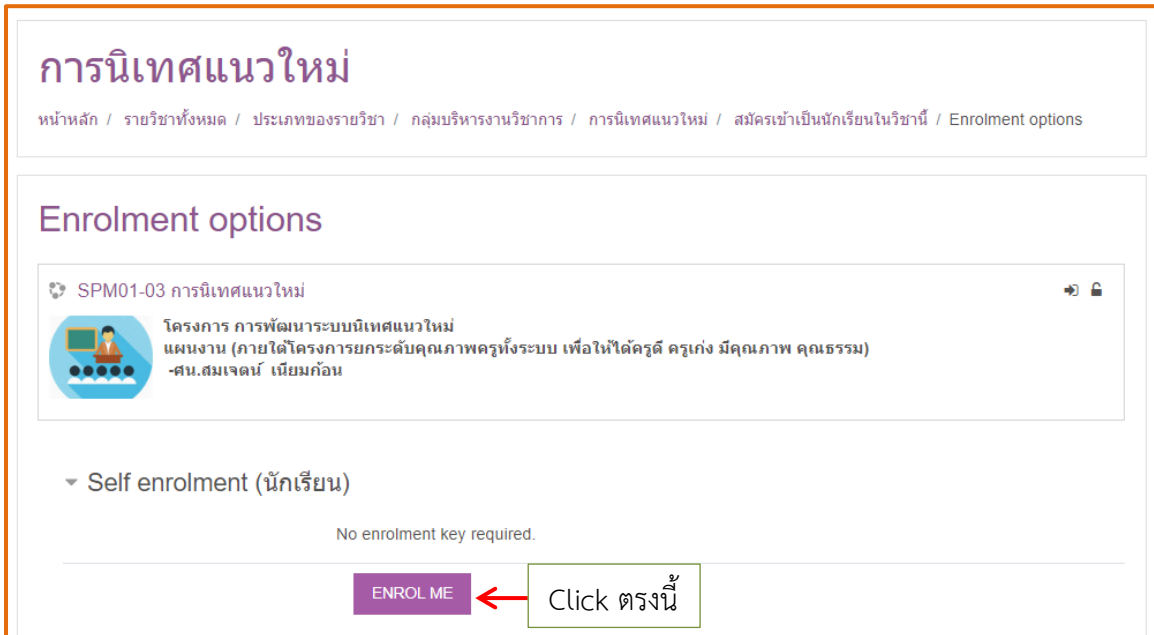 การนิเทศแนวใหม่
หน้าหลัก / รายวิชาทั้งหมด / ประเภทของรายวิชา / กลุ่มบริหารงานวิชาการ / การนิเทศแนวใหม่ / สมัครเข้าเป็นนักเรียนในวิชานี้ / Enrolment options
Enrolment options
SPM01-03 การนิเทศแนวใหม่
โครงการ การพัฒนาระบบนิเทศแนวใหม่
แผนงาน (ภายใต้โครงการยกระดับคุณภาพครูทั้งระบบ เพื่อให้ได้ครูดี ครูเก่ง มีคุณภาพ คุณธรรม)
-ศน.สมเจตน์ เนียมก้อน
Self enrolment (นักเรียน)
No enrolment key required.
ENROL ME
Click ตรงนี้